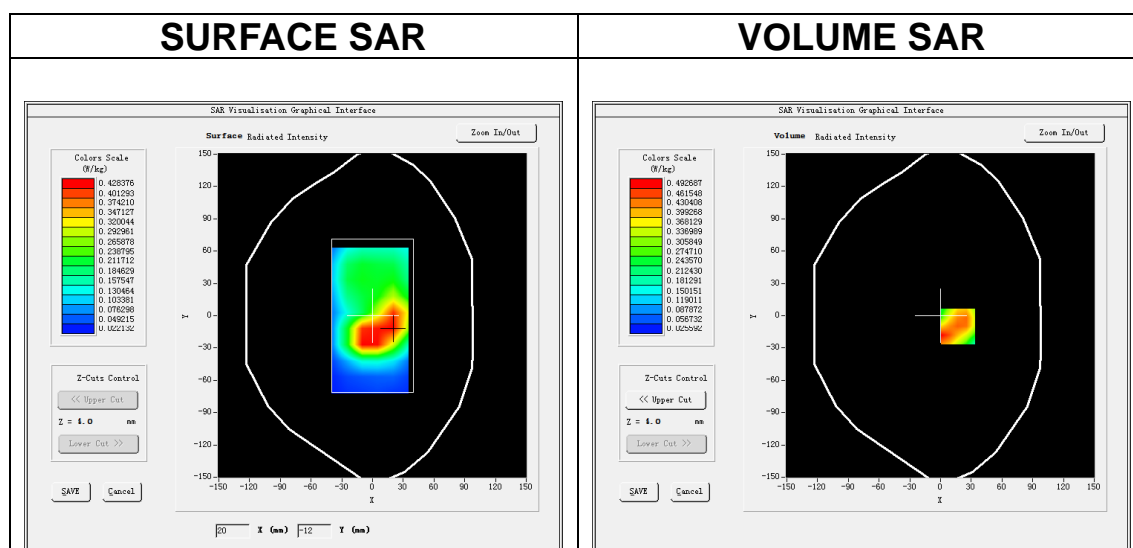 SURFACE SAR
VOLUME SAR
SAR Visualisation Graphical Interface
Surface Radiated Intensity
Zoom In/Out
Colors Scale
(W/kg)
0.428376
0.401293
0.374210
0.347127
0.320044
0.292961
0.265878
0.238795
0.211712
0.184629
0.157547
0.130464
0.103381
0.076298
0.049215
0.022132
150
120
90
60
30
0
-30
-60
-90
-120
-150
Y
-150 -120 -90 -60 -30 0 30 60 90 120 150
X
Z-Cuts Control
<< Upper Cut
Z = 4.0 mm
Lower Cut >>
SAVE Cancel
20 X (mm) -12 Y (mm)
SAR Visualisation Graphical Interface
Volume Radiated Intensity
Zoom In/Out
Colors Scale
(W/kg)
0.492687
0.461548
0.430408
0.399268
0.368129
0.336989
0.305849
0.274710
0.243570
0.212430
0.181291
0.150151
0.119011
0.087872
0.056732
0.025592
150
120
90
60
30
0
-30
-60
-90
-120
-150
Y
-150 -120 -90 -60 -30 0 30 60 90 120 150
X
Z-Cuts Control
<< Upper Cut
Z = 4.0 mm
Lower Cut >>
SAVE Cancel